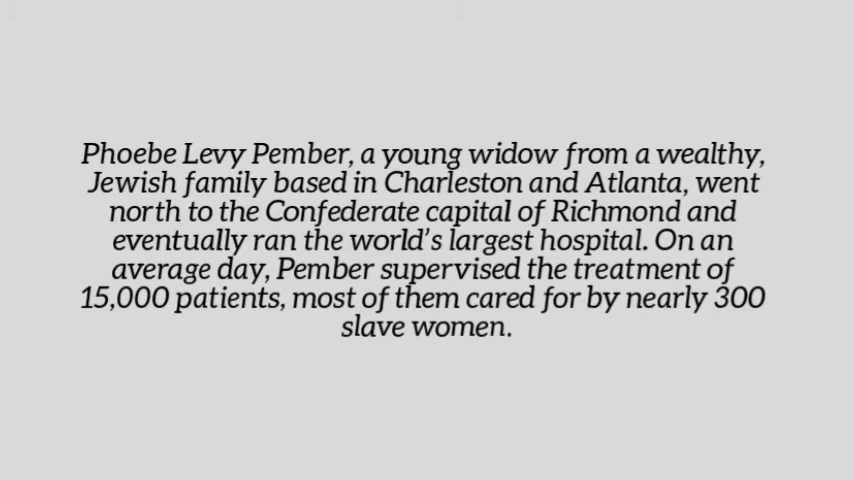 Phoebe Levy Pember, a young widow from a wealthy,
Jewish family based in Charleston and Atlanta, went
north to the Confederate capital of Richmond and
eventually ran the world's largest hospital. On an
average day, Pember supervised the treatment of
15,000 patients, most of them cared for by nearly 300
slave women.